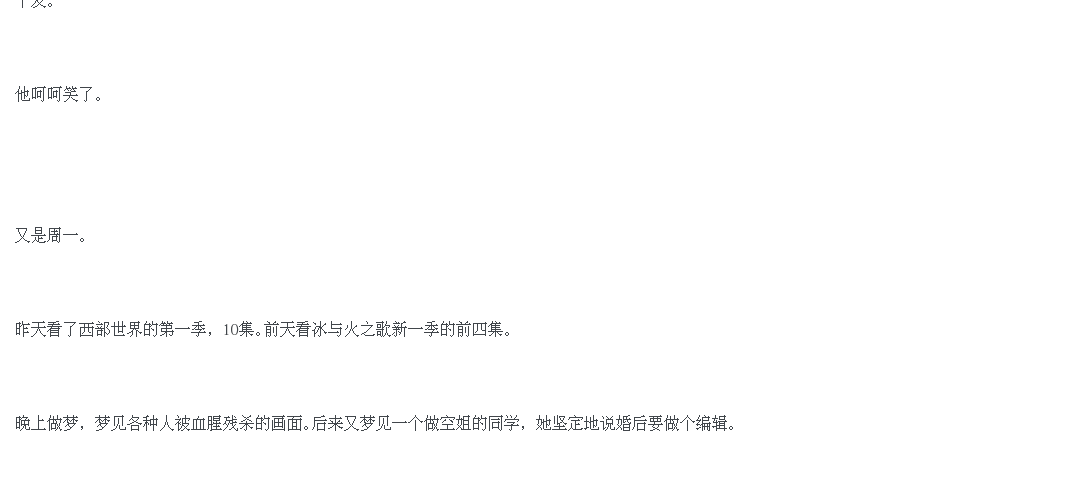 他呵呵笑了。
又是周一。
昨天看了西部世界的第一季，10集。前天看冰与火之歌新一季的前四集。
晚上做梦，梦见各种人被血腥残杀的画面。后来又梦见一个做空姐的同学，她坚定地说婚后要做个编辑。